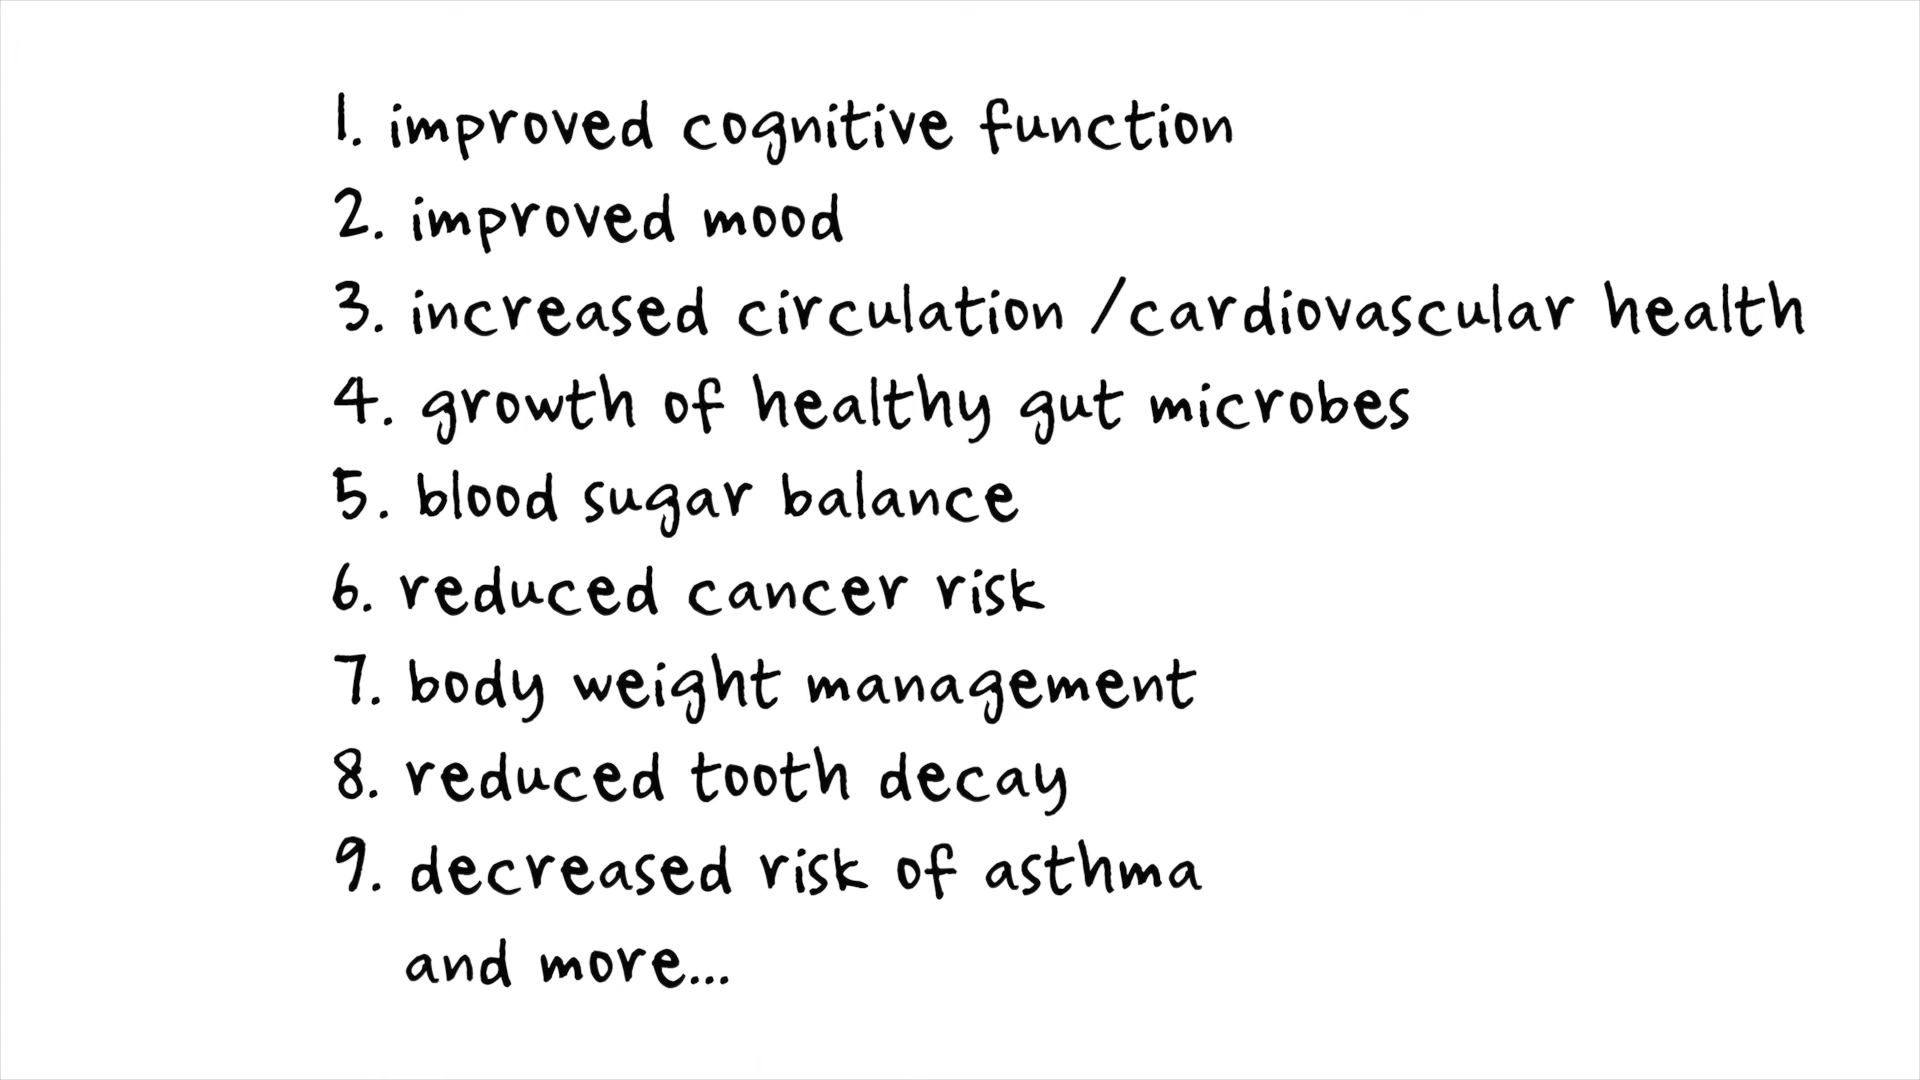 1. improved cognitive function
2. improved mood
3. increased circulation /cardiovascular health
4. growth of healthy gut microbes
5. blood sugar balance
6. reduced cancer risk
7. body weight management
8. reduced tooth decay
9. decreased risk of asthma
and more...